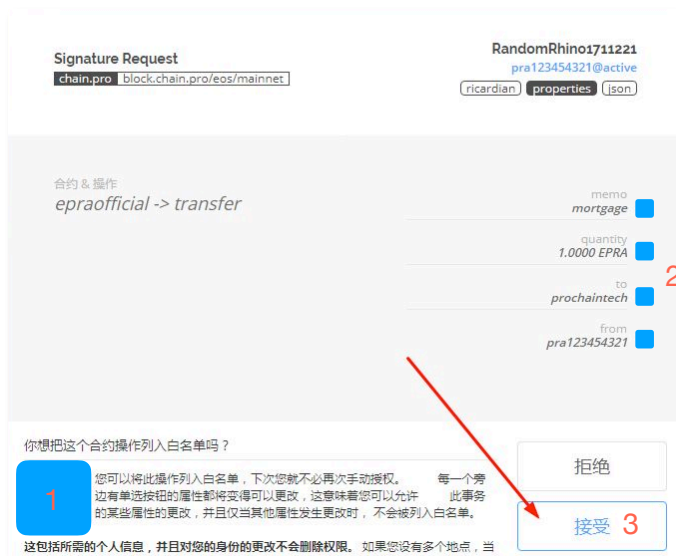 Signature Request
chain.pro block.chain.pro/eos/mainnet
RandomRhino1711221
pra123454321@active
ricardian properties json
合约 & 操作
epraofficial -> transfer
memo
mortgage
quantity
1.0000 EPRA
2
to
prochaintech
from
pra123454321
你想把这个合约操作列入白名单吗？
1
您可以将此操作列入白名单，下次您就不必再次手动授权。 每一个旁
边有单选按钮的属性都将变得可以更改，这意味着您可以允许 此事务
的某些属性的更改，并且仅当其他属性发生更改时， 不会被列入白名单。
这包括所需的个人信息，并且对您的身份的更改不会删除权限。 如果您设有多个地点，当
拒绝
接受 3